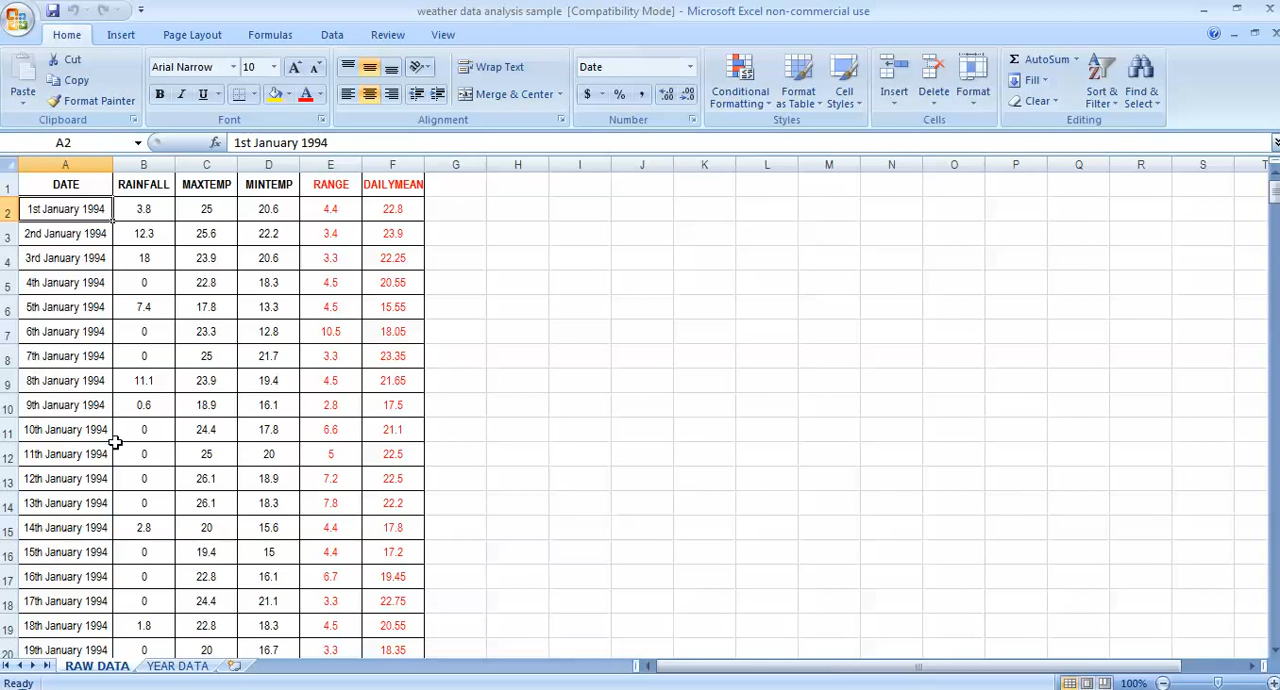 weather data analysis sample [Compatibility Mode] - Microsoft Excel non-commercial use
Home Insert Page Layout Formulas Data Review View
Paste Cut Copy Format Painter Clipboard
Arial Narrow 10 A A B I U A Font
Wrap Text Merge & Center Alignment
Date $ % , .0 .00 .00 .0 Number
Conditional Formatting Format as Table Cell Styles Styles
Insert Delete Format Cells
Σ AutoSum Fill Clear Sort & Filter Find & Select Editing
A2 fx 1st January 1994
A B C D E F G H I J K L M N O P Q R S T
1 DATE RAINFALL MAXTEMP MINTEMP RANGE DAILYMEAN
2 1st January 1994 3.8 25 20.6 4.4 22.8
3 2nd January 1994 12.3 25.6 22.2 3.4 23.9
4 3rd January 1994 18 23.9 20.6 3.3 22.25
5 4th January 1994 0 22.8 18.3 4.5 20.55
6 5th January 1994 7.4 17.8 13.3 4.5 15.55
7 6th January 1994 0 23.3 12.8 10.5 18.05
8 7th January 1994 0 25 21.7 3.3 23.35
9 8th January 1994 11.1 23.9 19.4 4.5 21.65
10 9th January 1994 0.6 18.9 16.1 2.8 17.5
11 10th January 1994 0 24.4 17.8 6.6 21.1
12 11th January 1994 0 25 20 5 22.5
13 12th January 1994 0 26.1 18.9 7.2 22.5
14 13th January 1994 0 26.1 18.3 7.8 22.2
15 14th January 1994 2.8 20 15.6 4.4 17.8
16 15th January 1994 0 19.4 15 4.4 17.2
17 16th January 1994 0 22.8 16.1 6.7 19.45
18 17th January 1994 0 24.4 21.1 3.3 22.75
19 18th January 1994 1.8 22.8 18.3 4.5 20.55
20 19th January 1994 0 20 16.7 3.3 18.35
RAW DATA YEAR DATA
Ready 100%